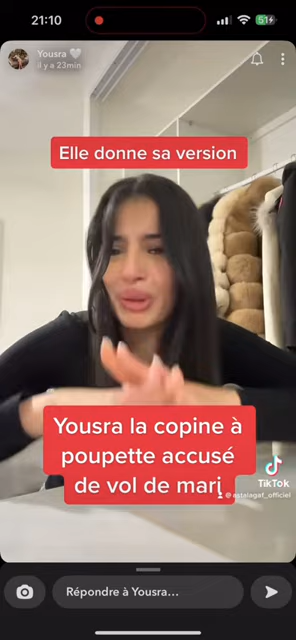 21:10
51
Yousra 🤍
il y a 23min
Elle donne sa version
Yousra la copine à
poupette accusé
de vol de mari
TikTok
@astalagaf_officiel
Répondre à Yousra...